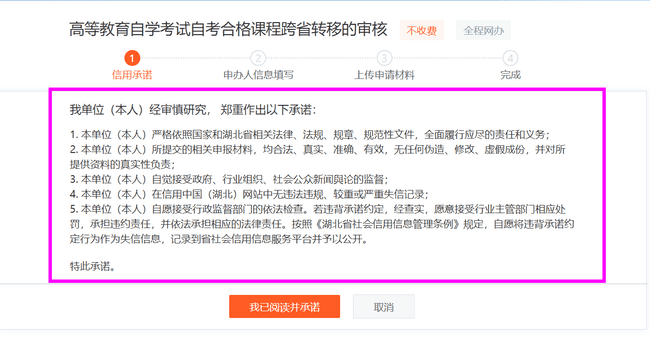 高等教育自学考试自考合格课程跨省转移的审核 不收费 全程网办
1 2 3 4
信用承诺 申办人信息填写 上传申请材料 完成
我单位（本人）经审慎研究， 郑重作出以下承诺：
1. 本单位（本人）严格依照国家和湖北省相关法律、法规、规章、规范性文件，全面履行应尽的责任和义务；
2. 本单位（本人）所提交的相关申报材料，均合法、真实、准确、有效，无任何伪造、修改、虚假成份，并对所
提供资料的真实性负责；
3. 本单位（本人）自觉接受政府、行业组织、社会公众新闻舆论的监督；
4. 本单位（本人）在信用中国（湖北）网站中无违法违规、较重或严重失信记录；
5. 本单位（本人）自愿接受行政监督部门的依法检查。若违背承诺约定，经查实，愿意接受行业主管部门相应处
罚，承担违约责任，并依法承担相应的法律责任。按照《湖北省社会信用信息管理条例》规定，自愿将违背承诺约
定行为作为失信信息，记录到省社会信用信息服务平台并予以公开。
特此承诺。
我已阅读并承诺 取消